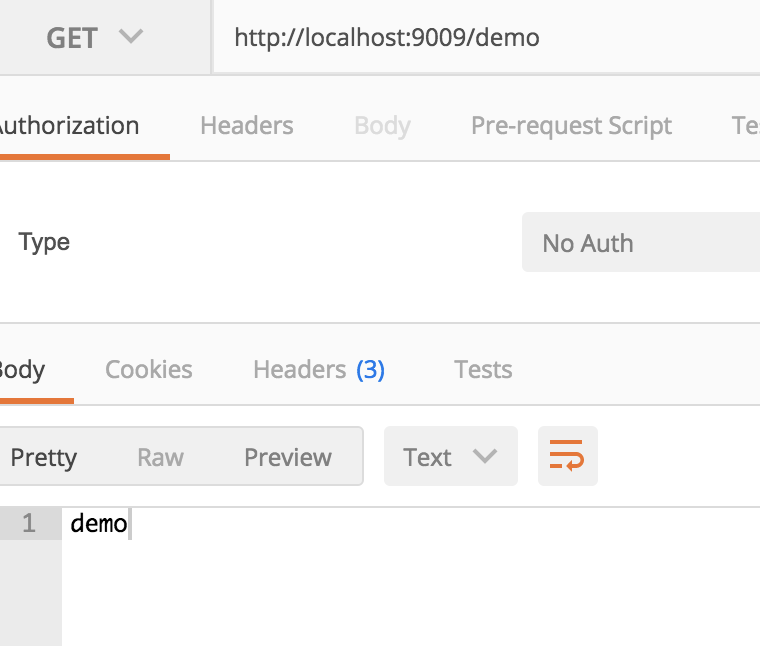 GET http://localhost:9009/demo
uthorization Headers Body Pre-request Script Te
Type No Auth
ody Cookies Headers (3) Tests
Pretty Raw Preview Text
1 demo